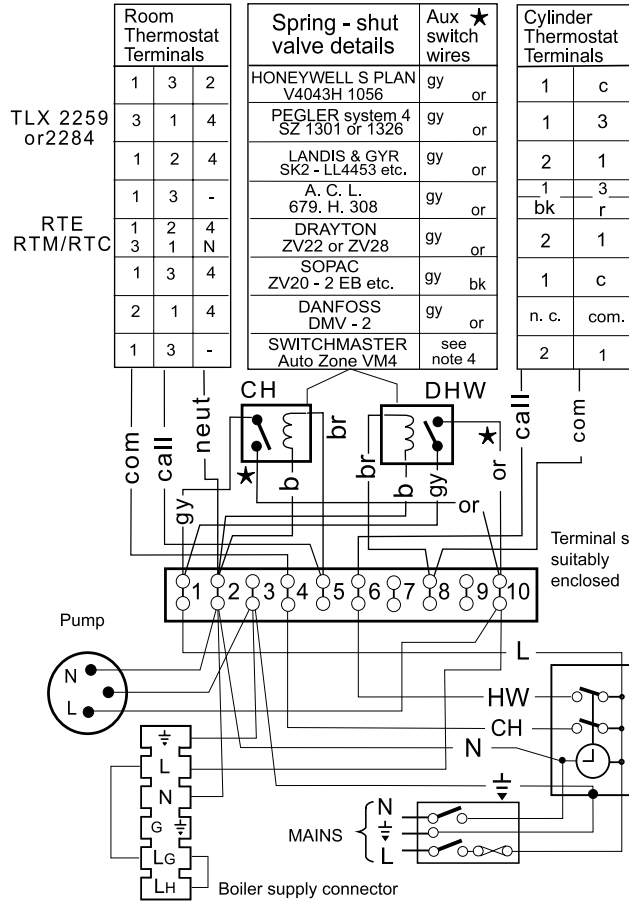 Room
Thermostat
Terminals
1 3 2
3 1 4
1 2 4
1 3 -
1 2 4
3 1 N
1 3 4
2 1 4
1 3 -
TLX 2259
or2284
RTE
RTM/RTC
Spring - shut
valve details
Aux ★
switch
wires
HONEYWELL S PLAN
V4043H 1056
gy or
PEGLER system 4
SZ 1301 or 1326
gy or
LANDIS & GYR
SK2 - LL4453 etc.
gy or
A. C. L.
679. H. 308
gy or
DRAYTON
ZV22 or ZV28
gy or
SOPAC
ZV20 - 2 EB etc.
gy bk
DANFOSS
DMV - 2
gy or
SWITCHMASTER
Auto Zone VM4
see
note 4
Cylinder
Thermostat
Terminals
1 c
1 3
2 1
1 3
bk r
2 1
1 c
n. c. com.
2 1
CH
DHW
com
call
neut
gy
★
b
br
br
b
gy
★
or
or
call
com
1 2 3 4 5 6 7 8 9 10
Terminal s
suitably
enclosed
Pump
N
L
L
HW
CH
N
L
N
G
LG
LH
Boiler supply connector
MAINS
N
L